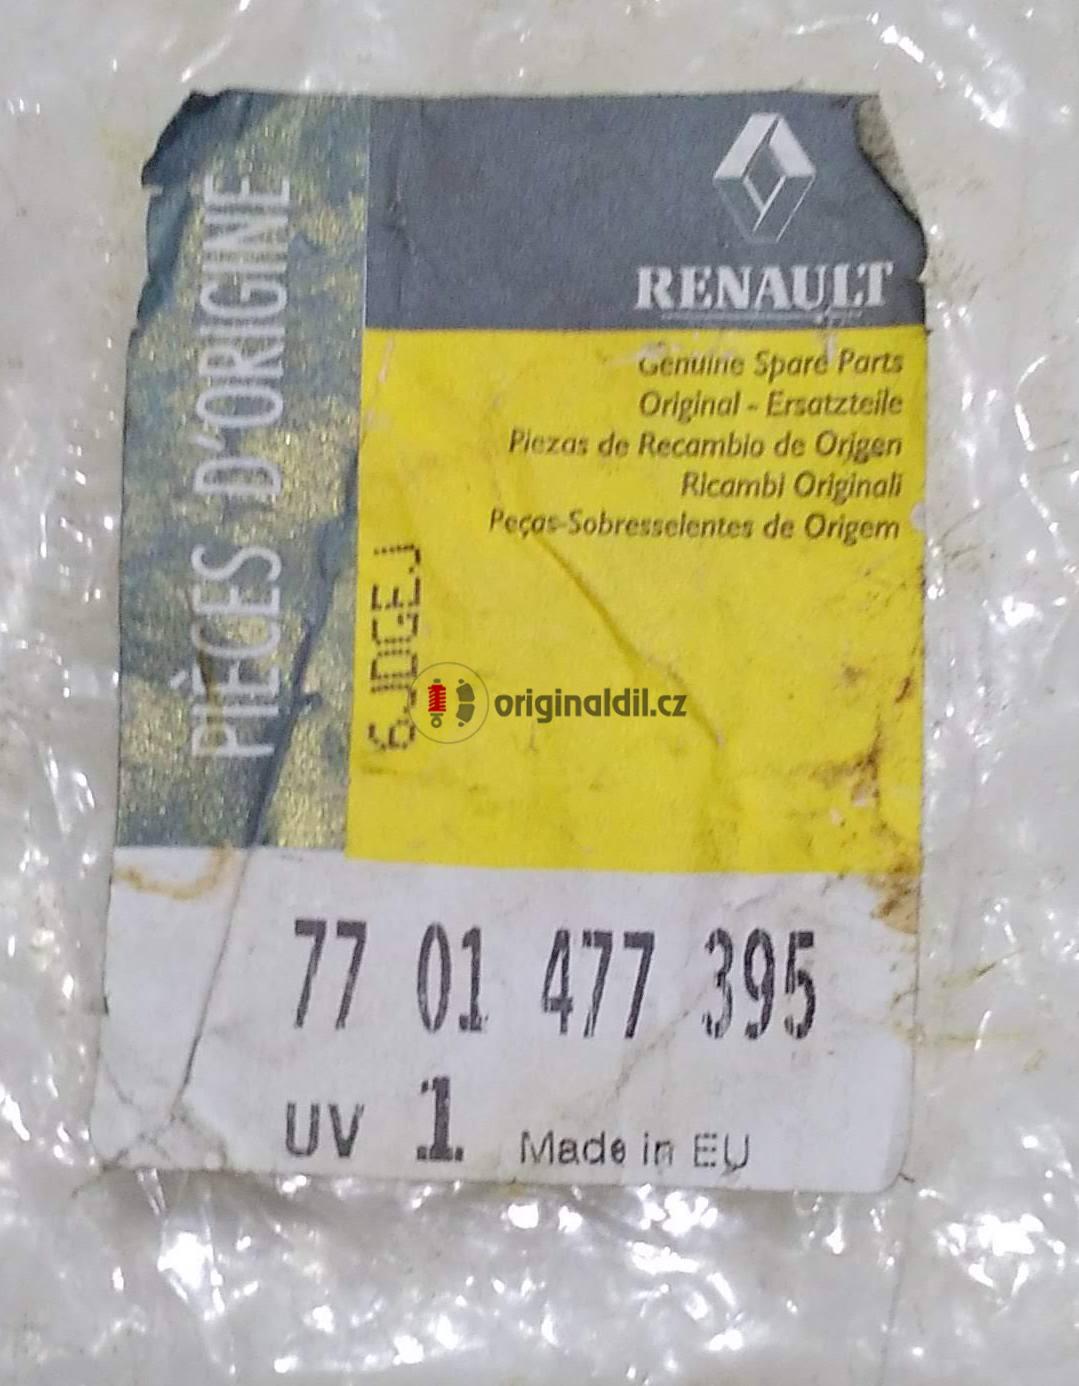 PIÈCES D'ORIGINE
RENAULT
Genuine Spare Parts
Original - Ersatzteile
Piezas de Recambio de Origen
Ricambi Originali
Peças-Sobresselentes de Origem
6JDGEJ
originaldil.cz
77 01 477 395
UV 1 Made in EU